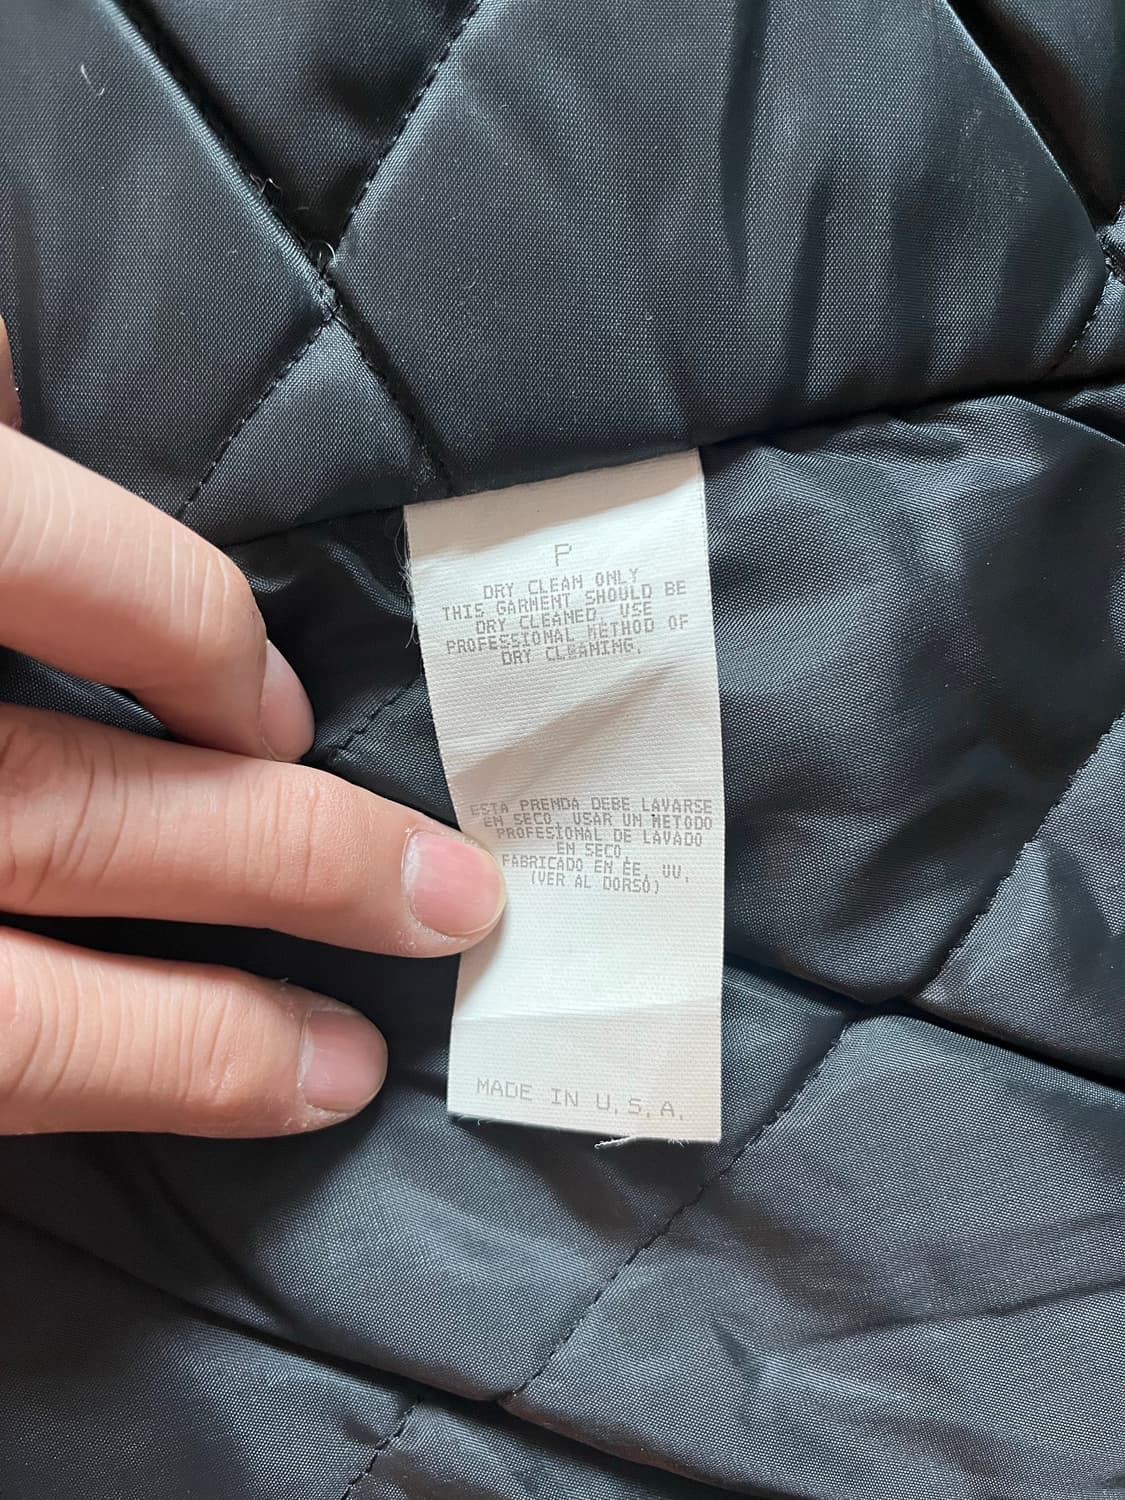 P
DRY CLEAN ONLY
THIS GARMENT SHOULD BE
DRY CLEANED. USE
PROFESSIONAL METHOD OF
DRY CLEANING.
ESTA PRENDA DEBE LAVARSE
EN SECO. USAR UN METODO
PROFESIONAL DE LAVADO
EN SECO.
FABRICADO EN EE. UU.
(VER AL DORSO)
MADE IN U.S.A.